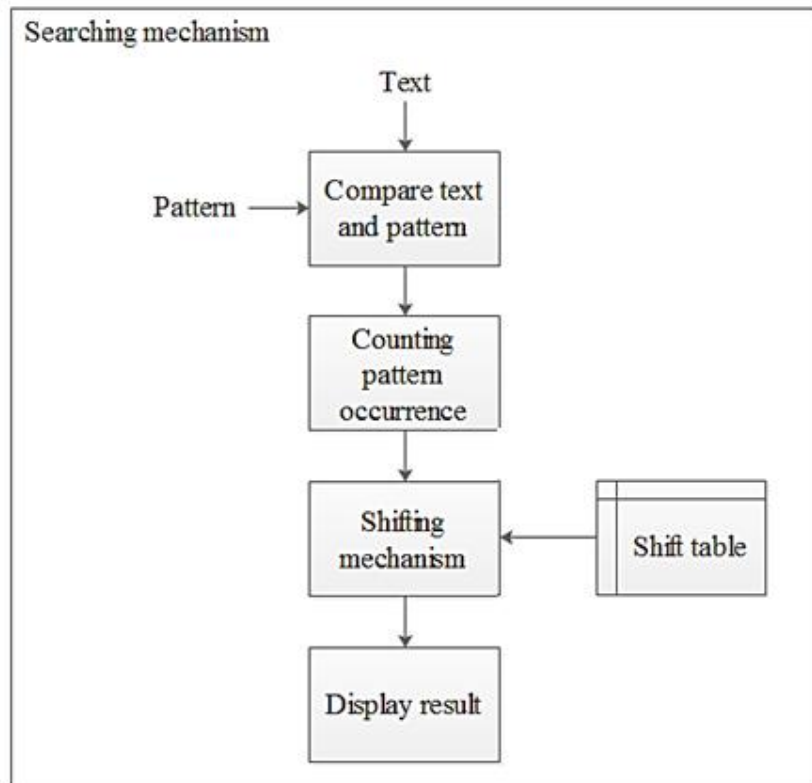 Searching mechanism
Text
Pattern
Compare text
and pattern
Counting
pattern
occurrence
Shifting
mechanism
Shift table
Display result